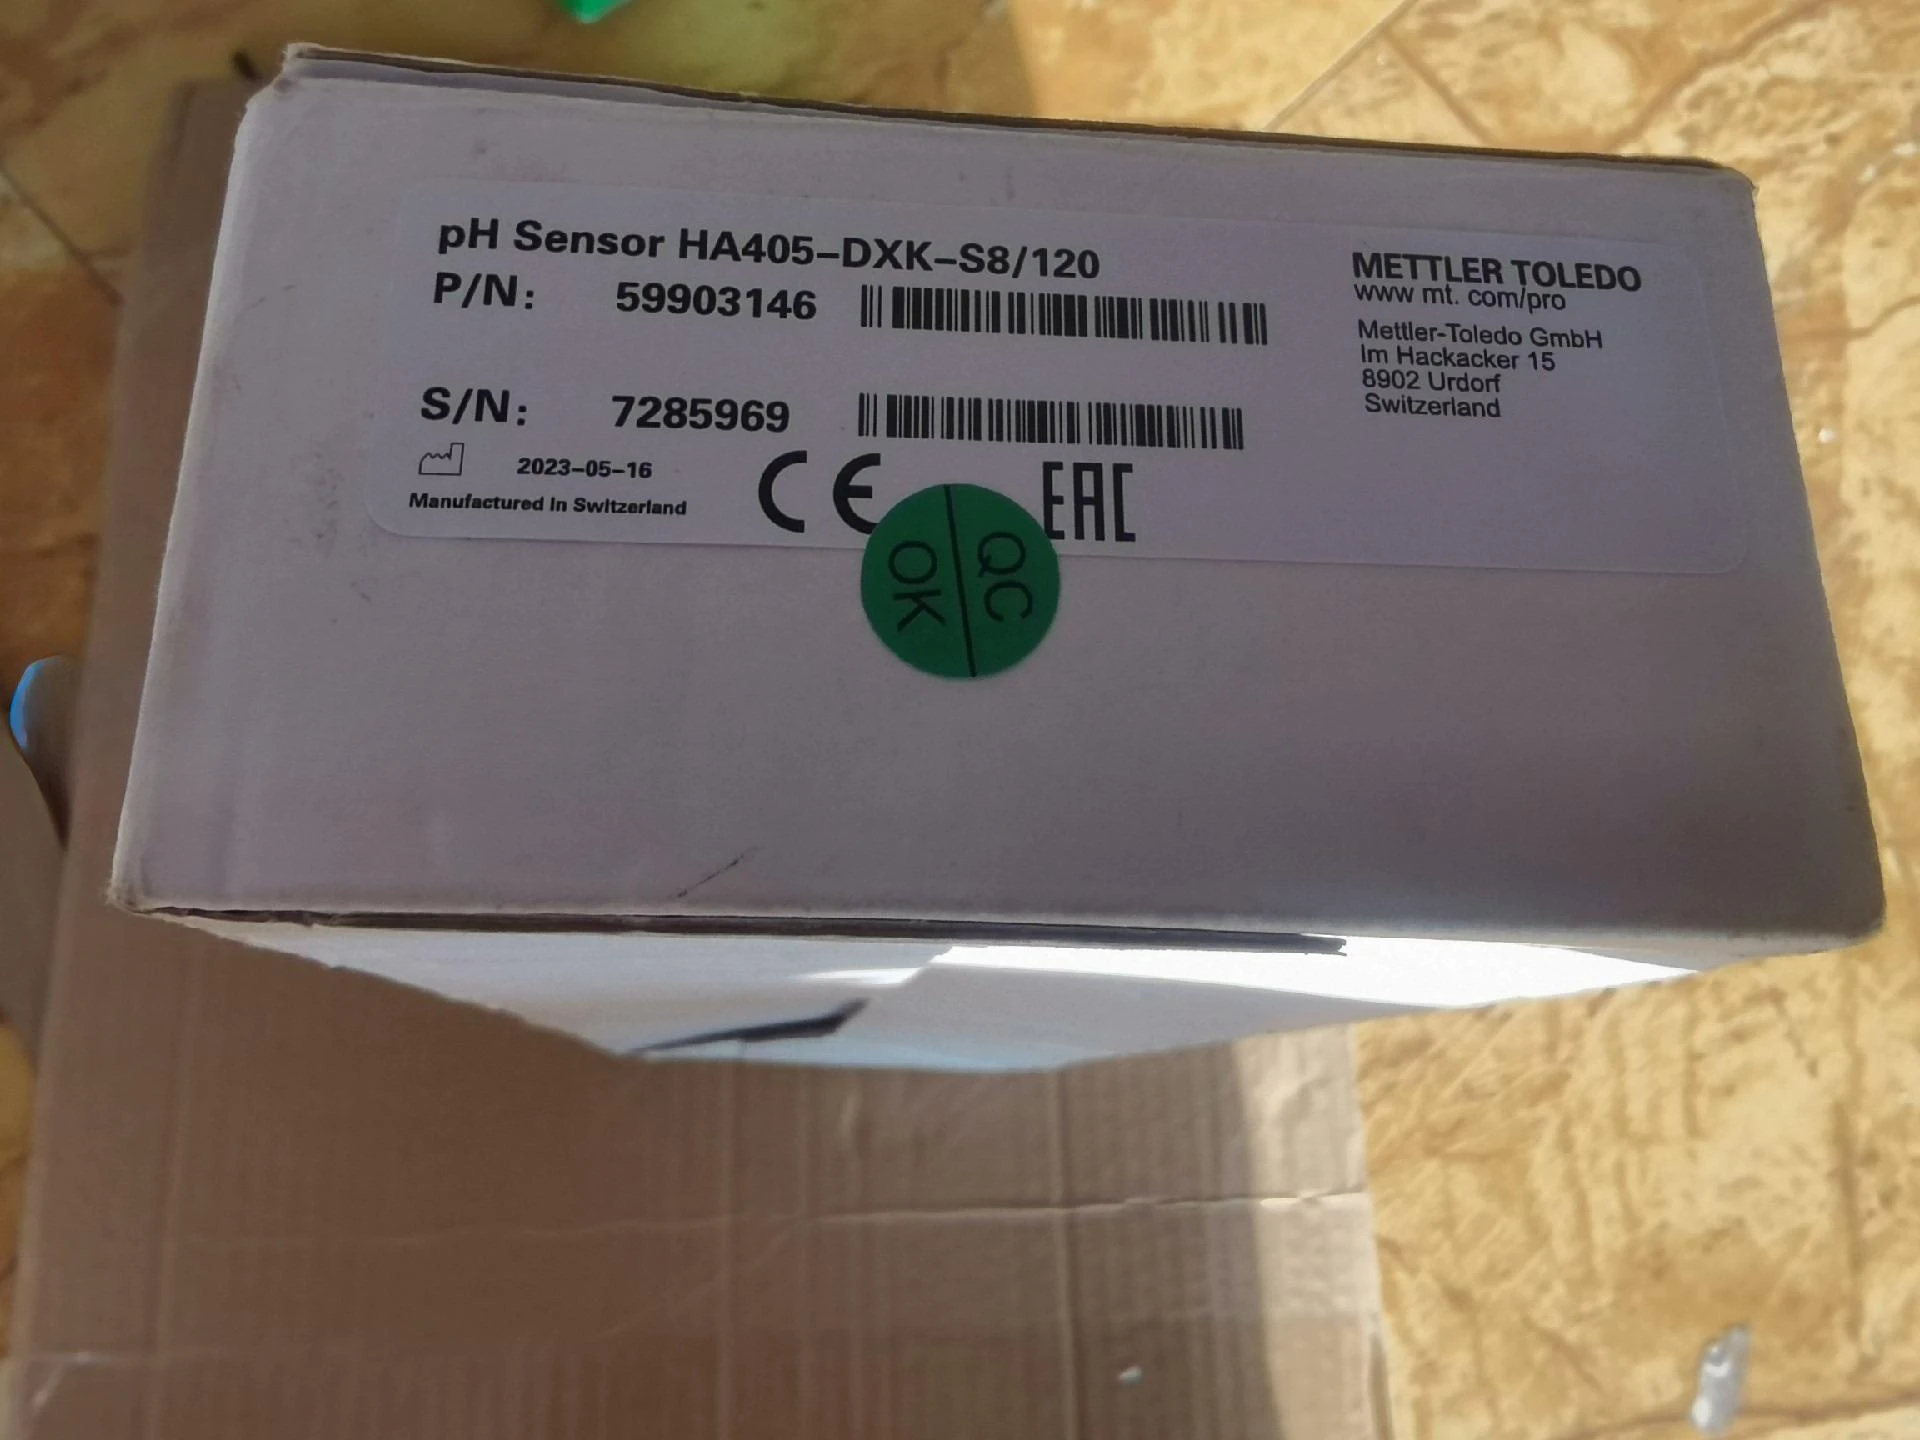 pH Sensor HA405-DXK-S8/120
P/N: 59903146
S/N: 7285969
2023-05-16
Manufactured in Switzerland
CE
EAC
METTLER TOLEDO
www mt. com/pro
Mettler-Toledo GmbH
Im Hackacker 15
8902 Urdorf
Switzerland
QC
OK